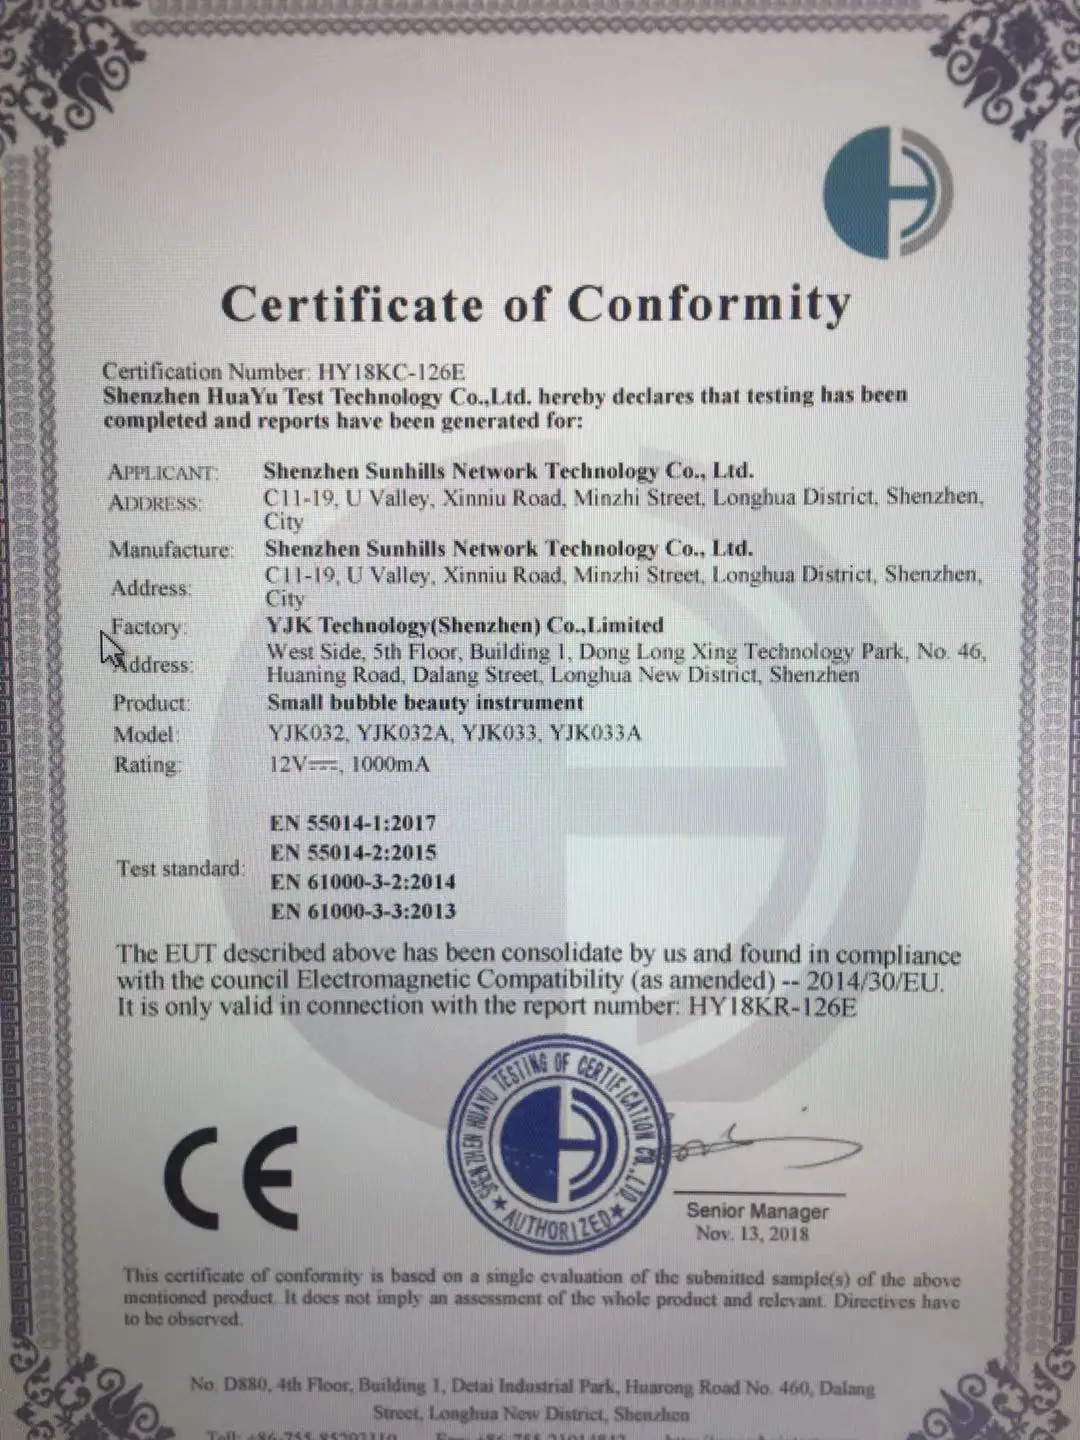 Certificate of Conformity
Certification Number: HY18KC-126E
Shenzhen HuaYu Test Technology Co.,Ltd. hereby declares that testing has been
completed and reports have been generated for:
APPLICANT: Shenzhen Sunhills Network Technology Co., Ltd.
ADDRESS: C11-19, U Valley, Xinniu Road, Minzhi Street, Longhua District, Shenzhen,
City
Manufacture: Shenzhen Sunhills Network Technology Co., Ltd.
Address: C11-19, U Valley, Xinniu Road, Minzhi Street, Longhua District, Shenzhen,
City
Factory: YJK Technology(Shenzhen) Co.,Limited
Address: West Side, 5th Floor, Building 1, Dong Long Xing Technology Park, No. 46,
Huaning Road, Dalang Street, Longhua New District, Shenzhen
Product: Small bubble beauty instrument
Model: YJK032, YJK032A, YJK033, YJK033A
Rating: 12V⎓, 1000mA
EN 55014-1:2017
EN 55014-2:2015
Test standard:
EN 61000-3-2:2014
EN 61000-3-3:2013
The EUT described above has been consolidate by us and found in compliance
with the council Electromagnetic Compatibility (as amended) -- 2014/30/EU.
It is only valid in connection with the report number: HY18KR-126E
SHENZHEN HUAYU TESTING OF CERTIFICATION CO.,LTD.
★ AUTHORIZED ★
CE
Senior Manager
Nov. 13, 2018
This certificate of conformity is based on a single evaluation of the submitted sample(s) of the above
mentioned product. It does not imply an assessment of the whole product and relevant. Directives have
to be observed.
No. D880, 4th Floor, Building 1, Detai Industrial Park, Huarong Road No. 460, Dalang
Street, Longhua New District, Shenzhen